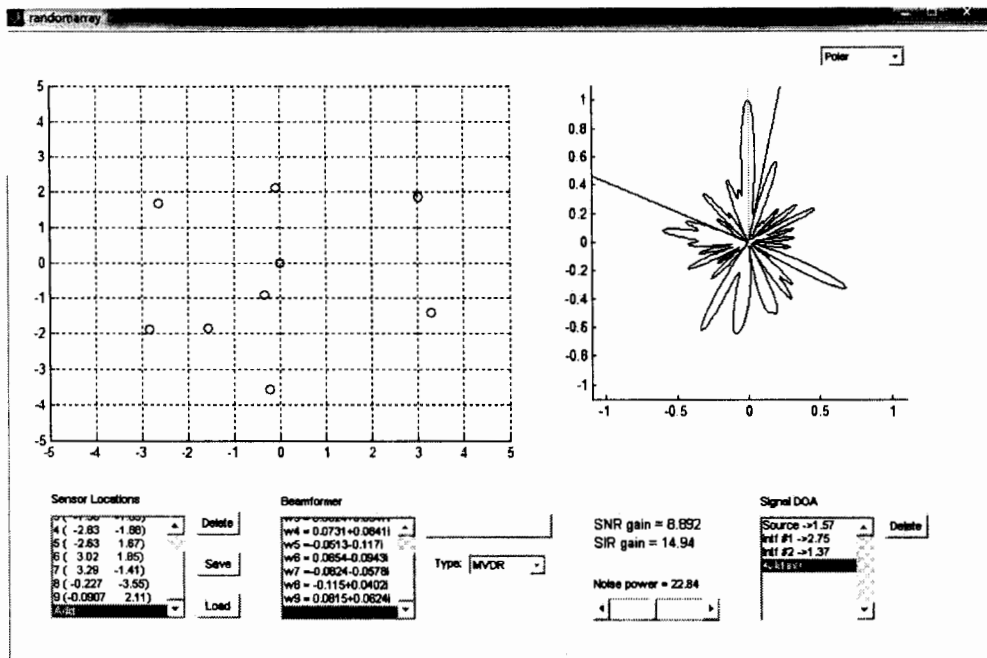 randomarray
Polar
5
4
3
2
1
0
-1
-2
-3
-4
-5
-5 -4 -3 -2 -1 0 1 2 3 4 5
1
0.8
0.6
0.4
0.2
0
-0.2
-0.4
-0.6
-0.8
-1
-1 -0.5 0 0.5 1
Sensor Locations
4 ( -2.83 -1.88)
5 ( -2.63 1.67)
6 ( 3.02 1.85)
7 ( 3.29 -1.41)
8 ( -0.227 -3.55)
9 (-0.0907 2.11)
Add
Delete
Save
Load
Beamformer
w4 = 0.0731+0.0841i
w5 = -0.0513-0.117i
w6 = 0.0854-0.0943i
w7 = -0.0824-0.0578i
w8 = -0.115+0.0402i
w9 = 0.0815+0.0624i
Type: MVDR
SNR gain = 8.892
SIR gain = 14.94
Noise power = 22.84
Signal DOA
Source ->1.57
Intf #1 ->2.75
Intf #2 ->1.37
Delete